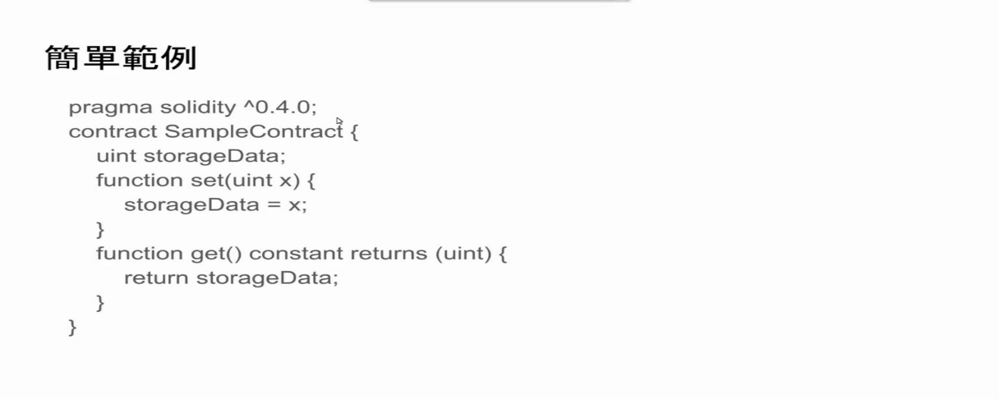 簡單範例
pragma solidity ^0.4.0;
contract SampleContract {
uint storageData;
function set(uint x) {
storageData = x;
}
function get() constant returns (uint) {
return storageData;
}
}